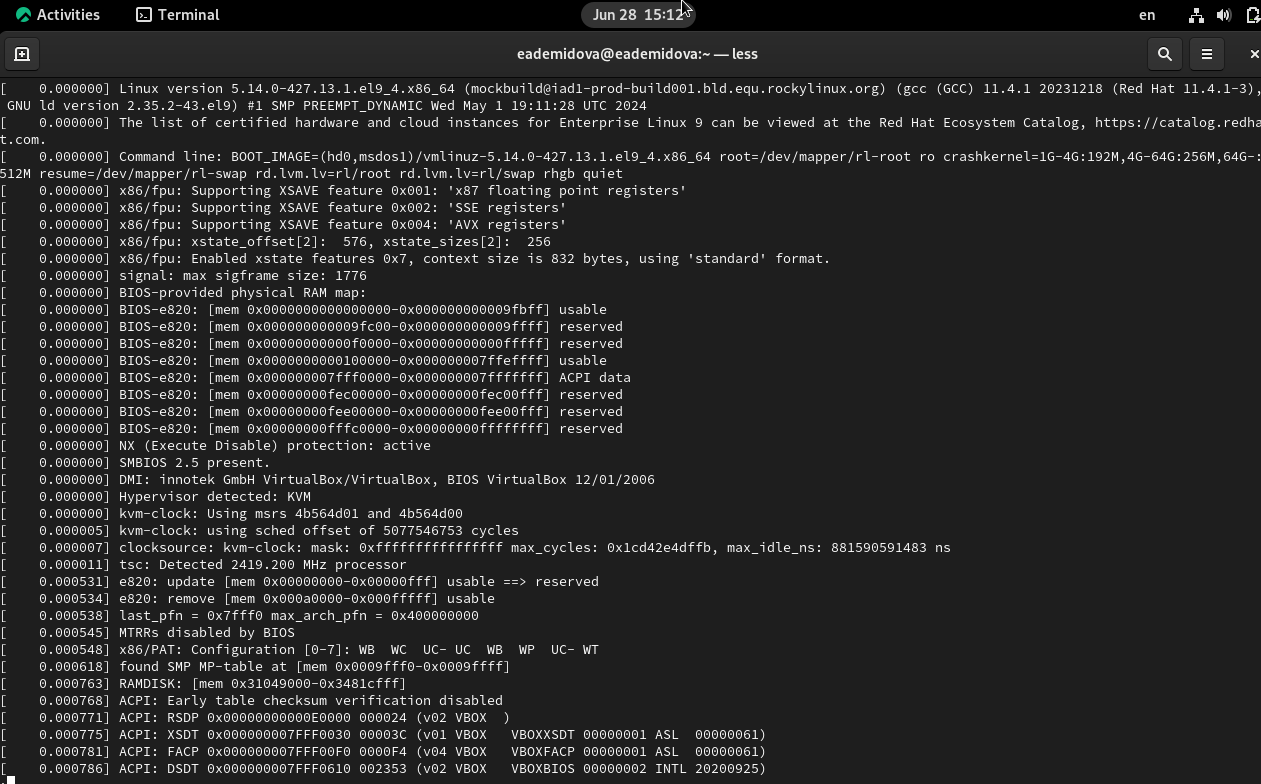 Activities Terminal Jun 28 15:12 en
eademidova@eademidova:~ — less
[    0.000000] Linux version 5.14.0-427.13.1.el9_4.x86_64 (mockbuild@iad1-prod-build001.bld.equ.rockylinux.org) (gcc (GCC) 11.4.1 20231218 (Red Hat 11.4.1-3),
 GNU ld version 2.35.2-43.el9) #1 SMP PREEMPT_DYNAMIC Wed May 1 19:11:28 UTC 2024
[    0.000000] The list of certified hardware and cloud instances for Enterprise Linux 9 can be viewed at the Red Hat Ecosystem Catalog, https://catalog.redha
t.com.
[    0.000000] Command line: BOOT_IMAGE=(hd0,msdos1)/vmlinuz-5.14.0-427.13.1.el9_4.x86_64 root=/dev/mapper/rl-root ro crashkernel=1G-4G:192M,4G-64G:256M,64G-:
512M resume=/dev/mapper/rl-swap rd.lvm.lv=rl/root rd.lvm.lv=rl/swap rhgb quiet
[    0.000000] x86/fpu: Supporting XSAVE feature 0x001: 'x87 floating point registers'
[    0.000000] x86/fpu: Supporting XSAVE feature 0x002: 'SSE registers'
[    0.000000] x86/fpu: Supporting XSAVE feature 0x004: 'AVX registers'
[    0.000000] x86/fpu: xstate_offset[2]:  576, xstate_sizes[2]:  256
[    0.000000] x86/fpu: Enabled xstate features 0x7, context size is 832 bytes, using 'standard' format.
[    0.000000] signal: max sigframe size: 1776
[    0.000000] BIOS-provided physical RAM map:
[    0.000000] BIOS-e820: [mem 0x0000000000000000-0x000000000009fbff] usable
[    0.000000] BIOS-e820: [mem 0x000000000009fc00-0x000000000009ffff] reserved
[    0.000000] BIOS-e820: [mem 0x00000000000f0000-0x00000000000fffff] reserved
[    0.000000] BIOS-e820: [mem 0x0000000000100000-0x000000007ffeffff] usable
[    0.000000] BIOS-e820: [mem 0x000000007fff0000-0x000000007fffffff] ACPI data
[    0.000000] BIOS-e820: [mem 0x00000000fec00000-0x00000000fec00fff] reserved
[    0.000000] BIOS-e820: [mem 0x00000000fee00000-0x00000000fee00fff] reserved
[    0.000000] BIOS-e820: [mem 0x00000000fffc0000-0x00000000ffffffff] reserved
[    0.000000] NX (Execute Disable) protection: active
[    0.000000] SMBIOS 2.5 present.
[    0.000000] DMI: innotek GmbH VirtualBox/VirtualBox, BIOS VirtualBox 12/01/2006
[    0.000000] Hypervisor detected: KVM
[    0.000000] kvm-clock: Using msrs 4b564d01 and 4b564d00
[    0.000005] kvm-clock: using sched offset of 5077546753 cycles
[    0.000007] clocksource: kvm-clock: mask: 0xffffffffffffffff max_cycles: 0x1cd42e4dffb, max_idle_ns: 881590591483 ns
[    0.000011] tsc: Detected 2419.200 MHz processor
[    0.000531] e820: update [mem 0x00000000-0x00000fff] usable ==> reserved
[    0.000534] e820: remove [mem 0x000a0000-0x000fffff] usable
[    0.000538] last_pfn = 0x7fff0 max_arch_pfn = 0x400000000
[    0.000545] MTRRs disabled by BIOS
[    0.000548] x86/PAT: Configuration [0-7]: WB  WC  UC- UC  WB  WP  UC- WT
[    0.000618] found SMP MP-table at [mem 0x0009fff0-0x0009ffff]
[    0.000763] RAMDISK: [mem 0x31049000-0x3481cfff]
[    0.000768] ACPI: Early table checksum verification disabled
[    0.000771] ACPI: RSDP 0x00000000000E0000 000024 (v02 VBOX  )
[    0.000775] ACPI: XSDT 0x000000007FFF0030 00003C (v01 VBOX   VBOXXSDT 00000001 ASL  00000061)
[    0.000781] ACPI: FACP 0x000000007FFF00F0 0000F4 (v04 VBOX   VBOXFACP 00000001 ASL  00000061)
[    0.000786] ACPI: DSDT 0x000000007FFF0610 002353 (v02 VBOX   VBOXBIOS 00000002 INTL 20200925)